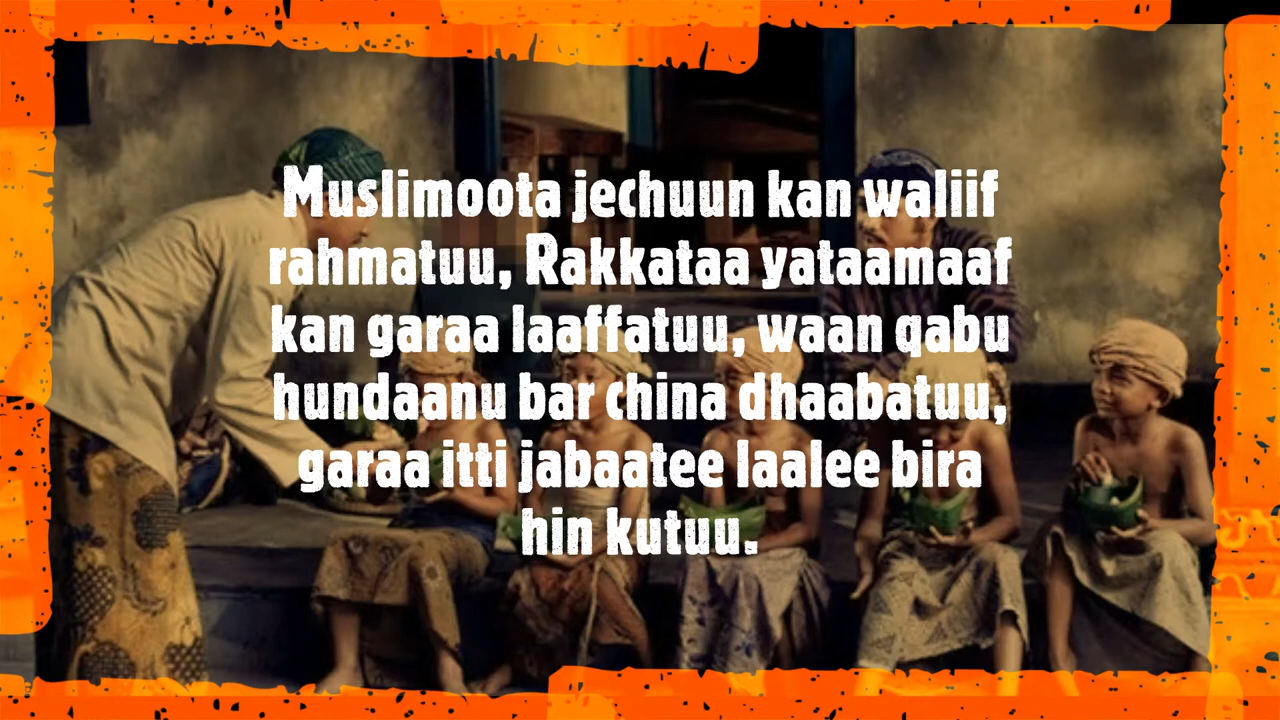 Muslimoota jechuun kan waliif
rahmatuu, Rakkataa yataamaaf
kan garaa laaffatuu, waan qabu
hundaanu bar china dhaabatuu,
garaa itti jabaatee laalee bira
hin kutuu.